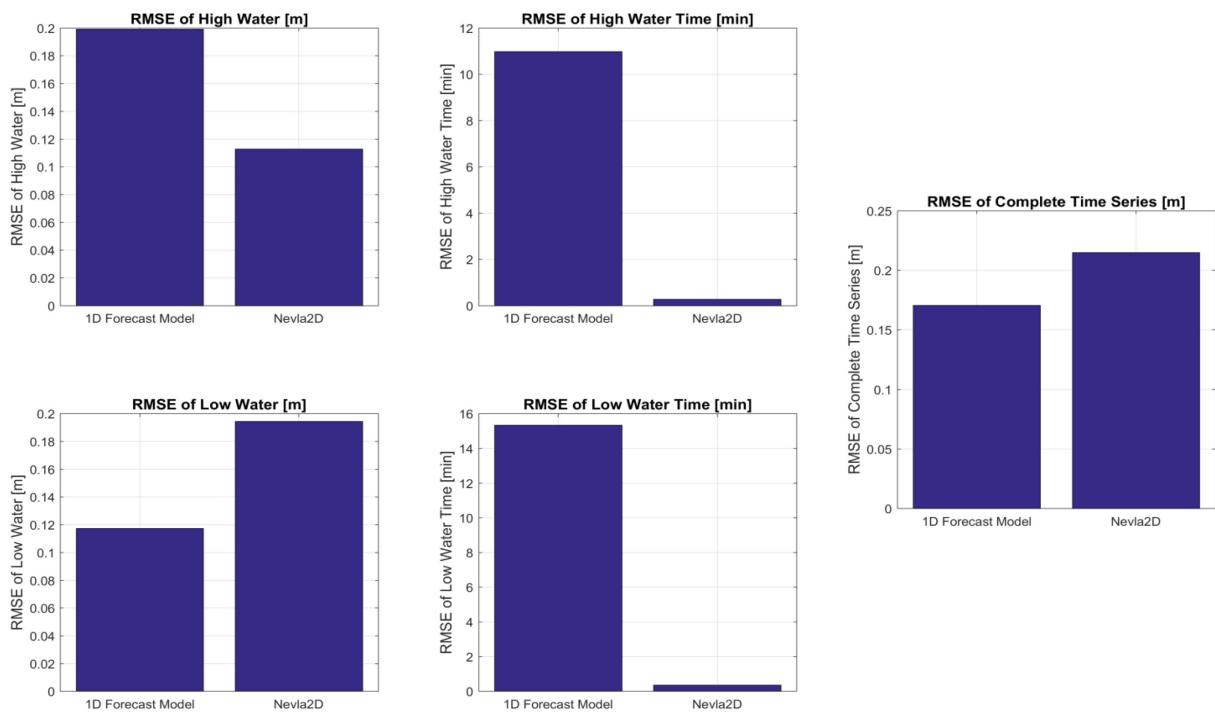 RMSE of High Water [m]
RMSE of High Water [m]
0.2
0.18
0.16
0.14
0.12
0.1
0.08
0.06
0.04
0.02
0
1D Forecast Model Nevla2D
RMSE of High Water Time [min]
RMSE of High Water Time [min]
12
10
8
6
4
2
0
1D Forecast Model Nevla2D
RMSE of Complete Time Series [m]
RMSE of Complete Time Series [m]
0.25
0.2
0.15
0.1
0.05
0
1D Forecast Model Nevla2D
RMSE of Low Water [m]
RMSE of Low Water [m]
0.2
0.18
0.16
0.14
0.12
0.1
0.08
0.06
0.04
0.02
0
1D Forecast Model Nevla2D
RMSE of Low Water Time [min]
RMSE of Low Water Time [min]
16
14
12
10
8
6
4
2
0
1D Forecast Model Nevla2D